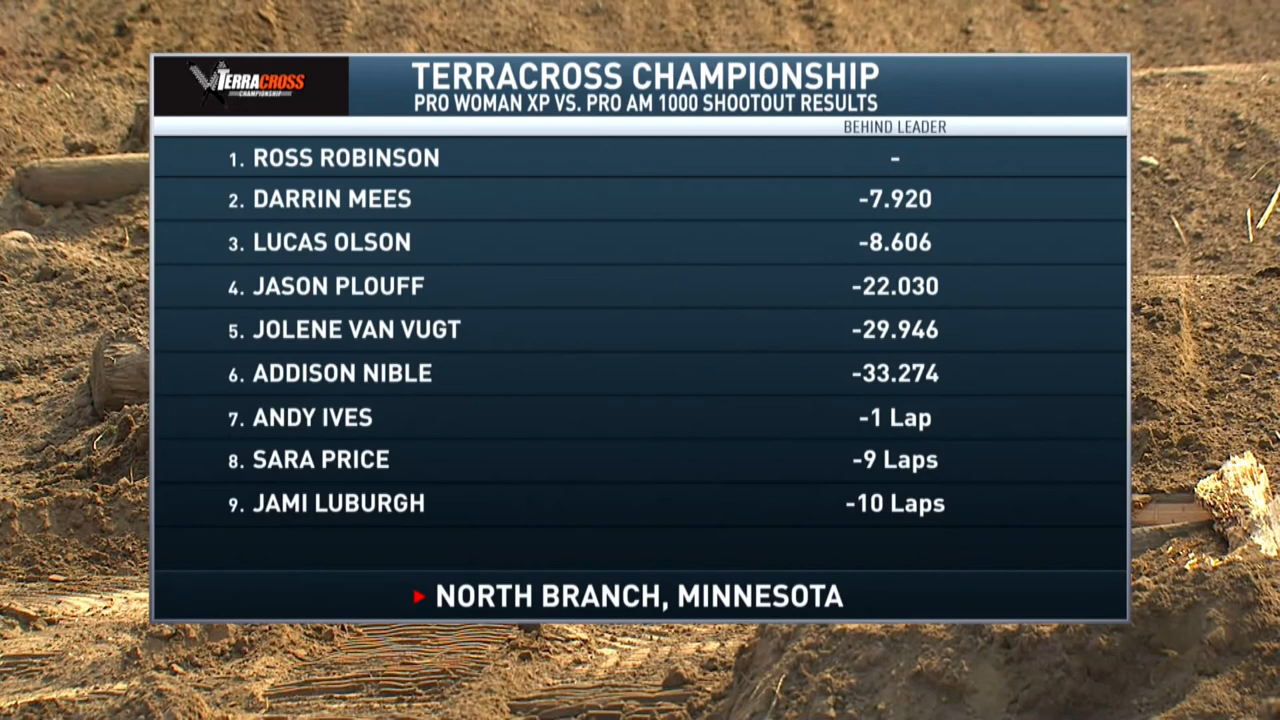 TERRACROSS
CHAMPIONSHIP
TERRACROSS CHAMPIONSHIP
PRO WOMAN XP VS. PRO AM 1000 SHOOTOUT RESULTS
BEHIND LEADER
1. ROSS ROBINSON -
2. DARRIN MEES -7.920
3. LUCAS OLSON -8.606
4. JASON PLOUFF -22.030
5. JOLENE VAN VUGT -29.946
6. ADDISON NIBLE -33.274
7. ANDY IVES -1 Lap
8. SARA PRICE -9 Laps
9. JAMI LUBURGH -10 Laps
NORTH BRANCH, MINNESOTA